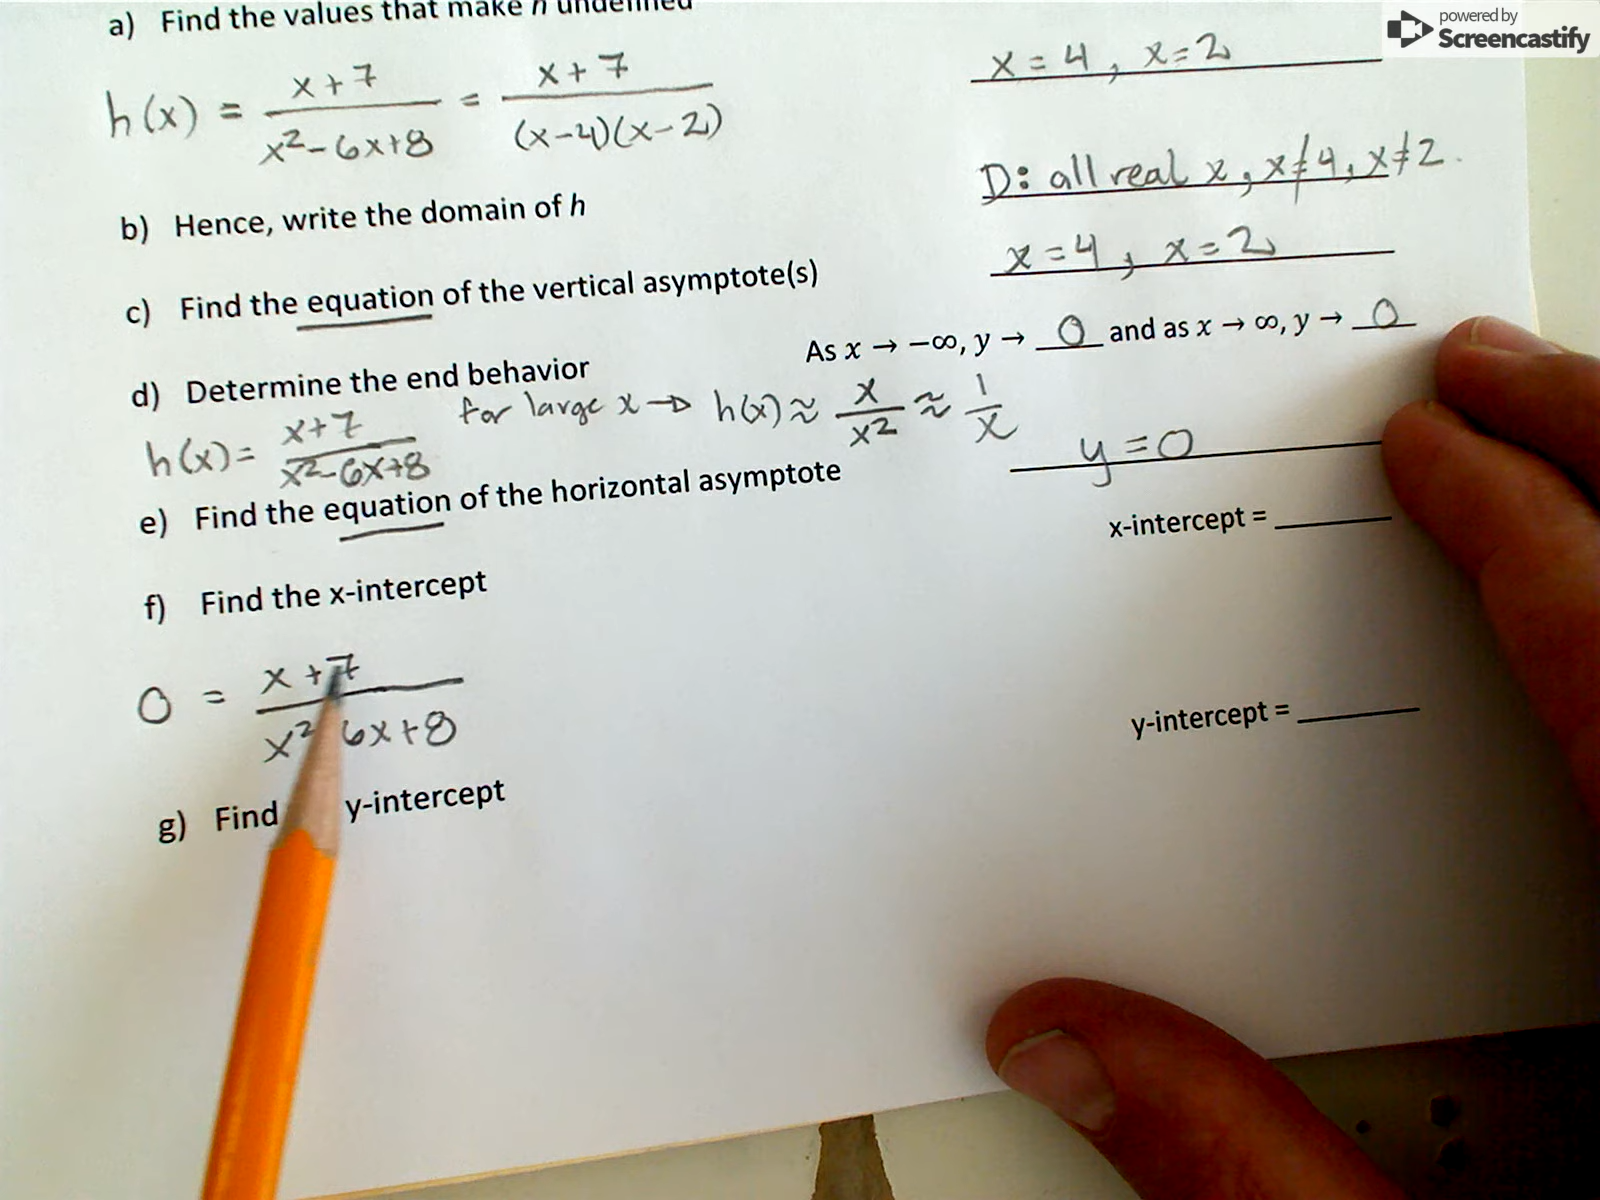 powered by
Screencastify
a) Find the values that make h undefined
h(x) = x+7 / x²-6x+8 = x+7 / (x-4)(x-2)
x = 4, x = 2
b) Hence, write the domain of h
D: all real x, x≠4, x≠2.
c) Find the equation of the vertical asymptote(s)
x = 4, x = 2
d) Determine the end behavior
As x → −∞, y → 0 and as x → ∞, y → 0
h(x) = x+7 / x²-6x+8
for large x → h(x) ≈ x / x² ≈ 1 / x
e) Find the equation of the horizontal asymptote
y = 0
f) Find the x-intercept
x-intercept =
0 = x+7 / x² 6x+8
g) Find y-intercept
y-intercept =